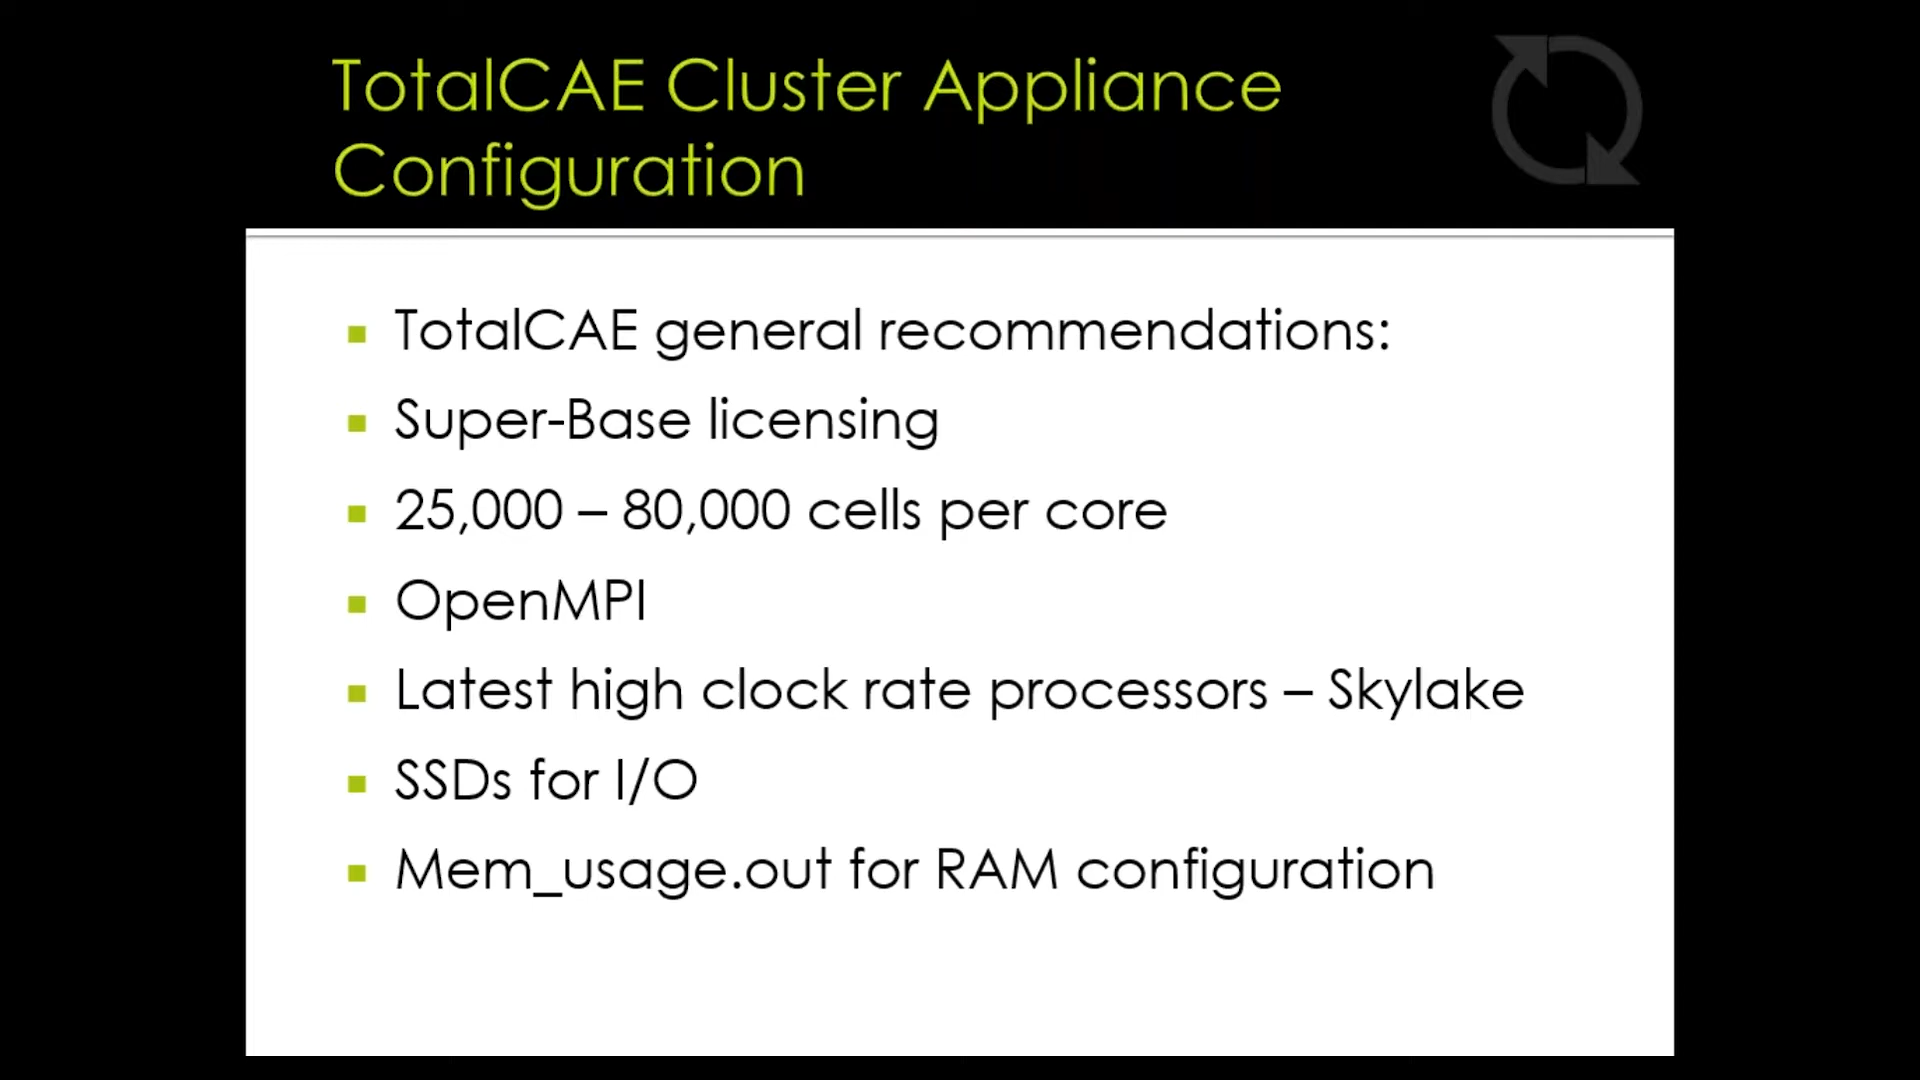 TotalCAE Cluster Appliance
Configuration
TotalCAE general recommendations:
Super-Base licensing
25,000 – 80,000 cells per core
OpenMPI
Latest high clock rate processors – Skylake
SSDs for I/O
Mem_usage.out for RAM configuration